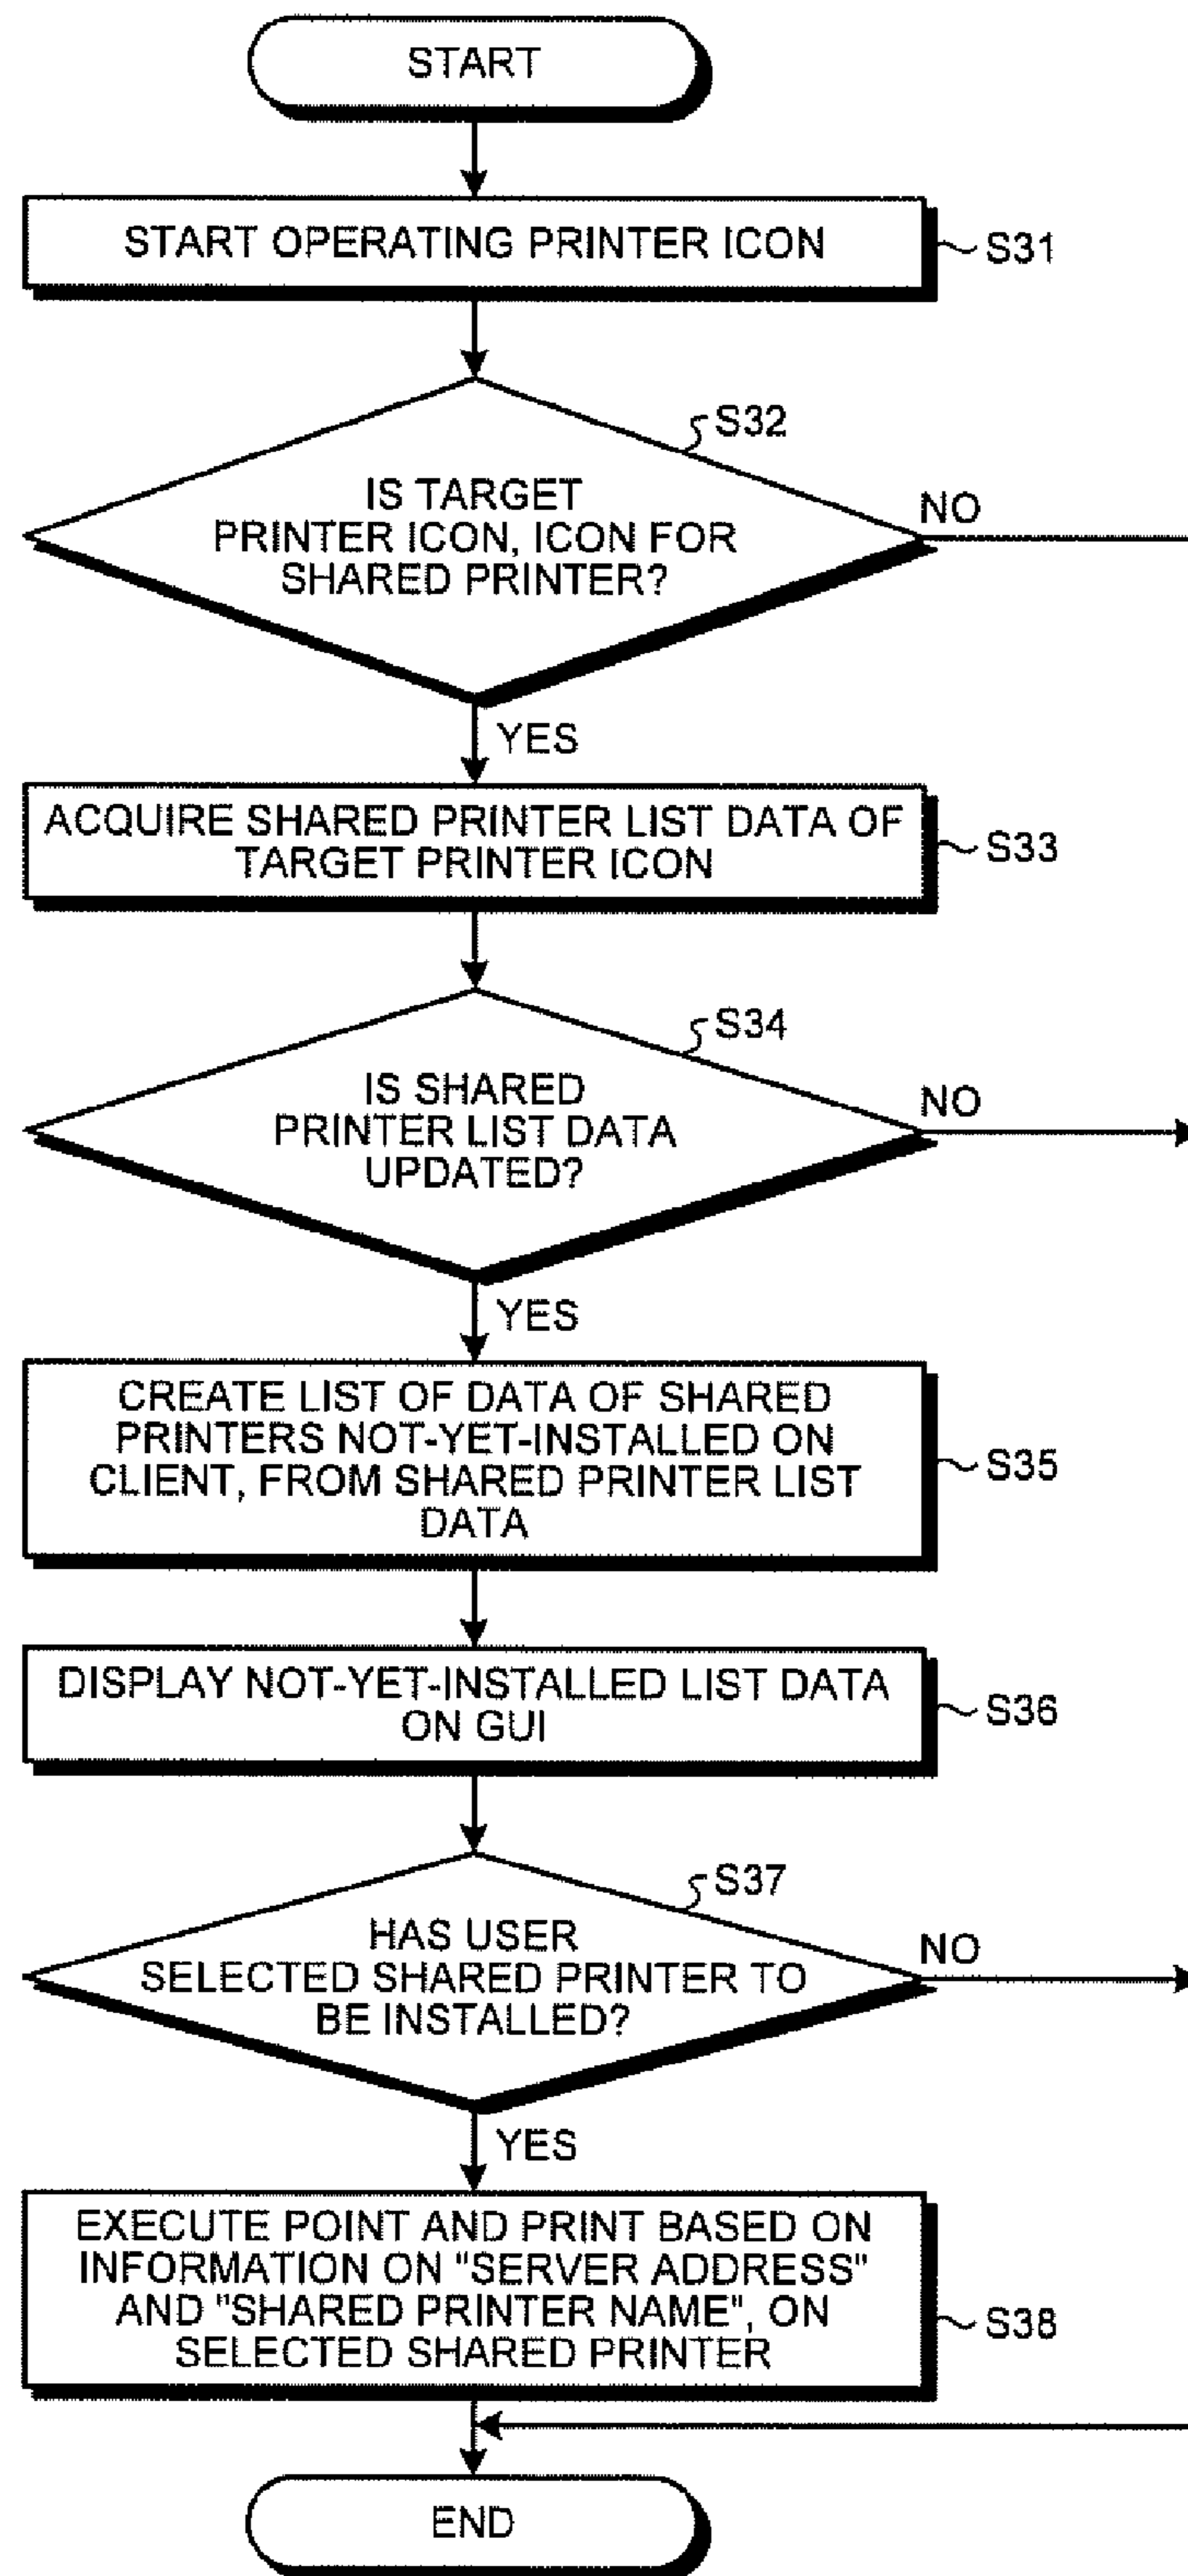 START
START OPERATING PRINTER ICON
S31
S32
IS TARGET
PRINTER ICON, ICON FOR
SHARED PRINTER?
NO
YES
ACQUIRE SHARED PRINTER LIST DATA OF
TARGET PRINTER ICON
S33
S34
IS SHARED
PRINTER LIST DATA
UPDATED?
NO
YES
CREATE LIST OF DATA OF SHARED
PRINTERS NOT-YET-INSTALLED ON
CLIENT, FROM SHARED PRINTER LIST
DATA
S35
DISPLAY NOT-YET-INSTALLED LIST DATA
ON GUI
S36
S37
HAS USER
SELECTED SHARED PRINTER TO
BE INSTALLED?
NO
YES
EXECUTE POINT AND PRINT BASED ON
INFORMATION ON "SERVER ADDRESS"
AND "SHARED PRINTER NAME", ON
SELECTED SHARED PRINTER
S38
END